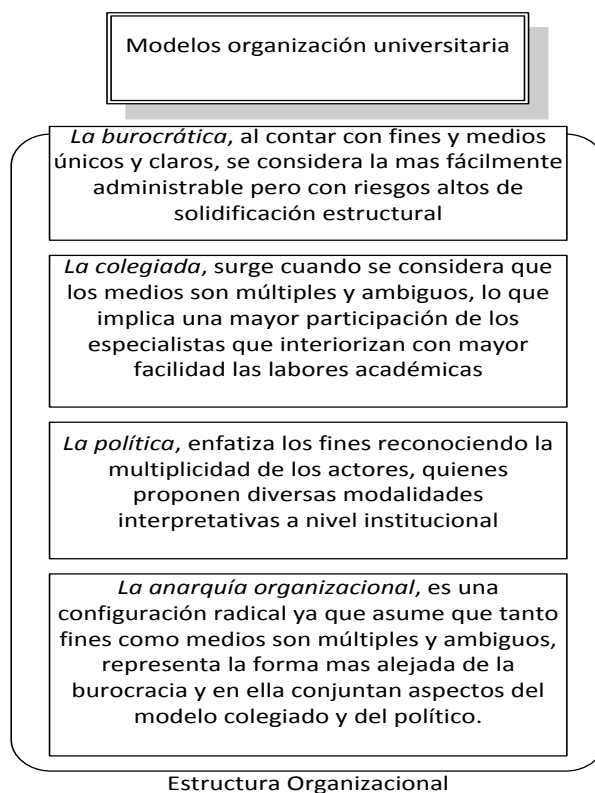 Modelos organización universitaria
La burocrática, al contar con fines y medios
únicos y claros, se considera la mas fácilmente
administrable pero con riesgos altos de
solidificación estructural
La colegiada, surge cuando se considera que
los medios son múltiples y ambiguos, lo que
implica una mayor participación de los
especialistas que interiorizan con mayor
facilidad las labores académicas
La política, enfatiza los fines reconociendo la
multiplicidad de los actores, quienes
proponen diversas modalidades
interpretativas a nivel institucional
La anarquía organizacional, es una
configuración radical ya que asume que tanto
fines como medios son múltiples y ambiguos,
representa la forma mas alejada de la
burocracia y en ella conjuntan aspectos del
modelo colegiado y del político.
Estructura Organizacional